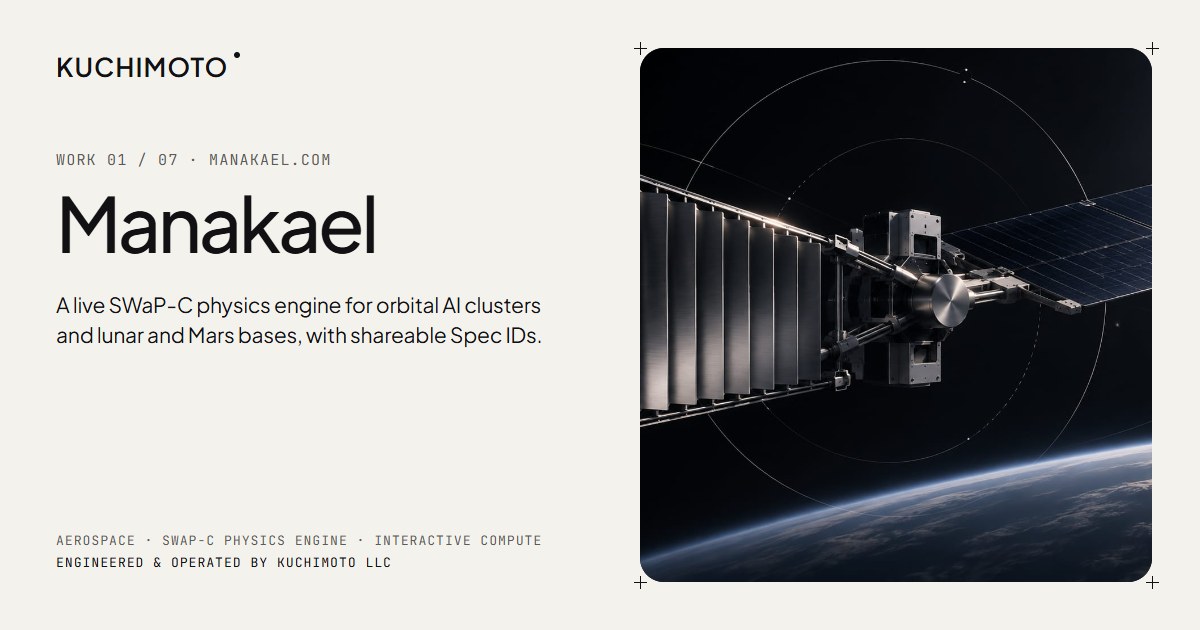 KUCHIMOTO
WORK 01 / 07 · MANAKAEL.COM
Manakael
A live SWaP-C physics engine for orbital AI clusters
and lunar and Mars bases, with shareable Spec IDs.
AEROSPACE · SWAP-C PHYSICS ENGINE · INTERACTIVE COMPUTE
ENGINEERED & OPERATED BY KUCHIMOTO LLC